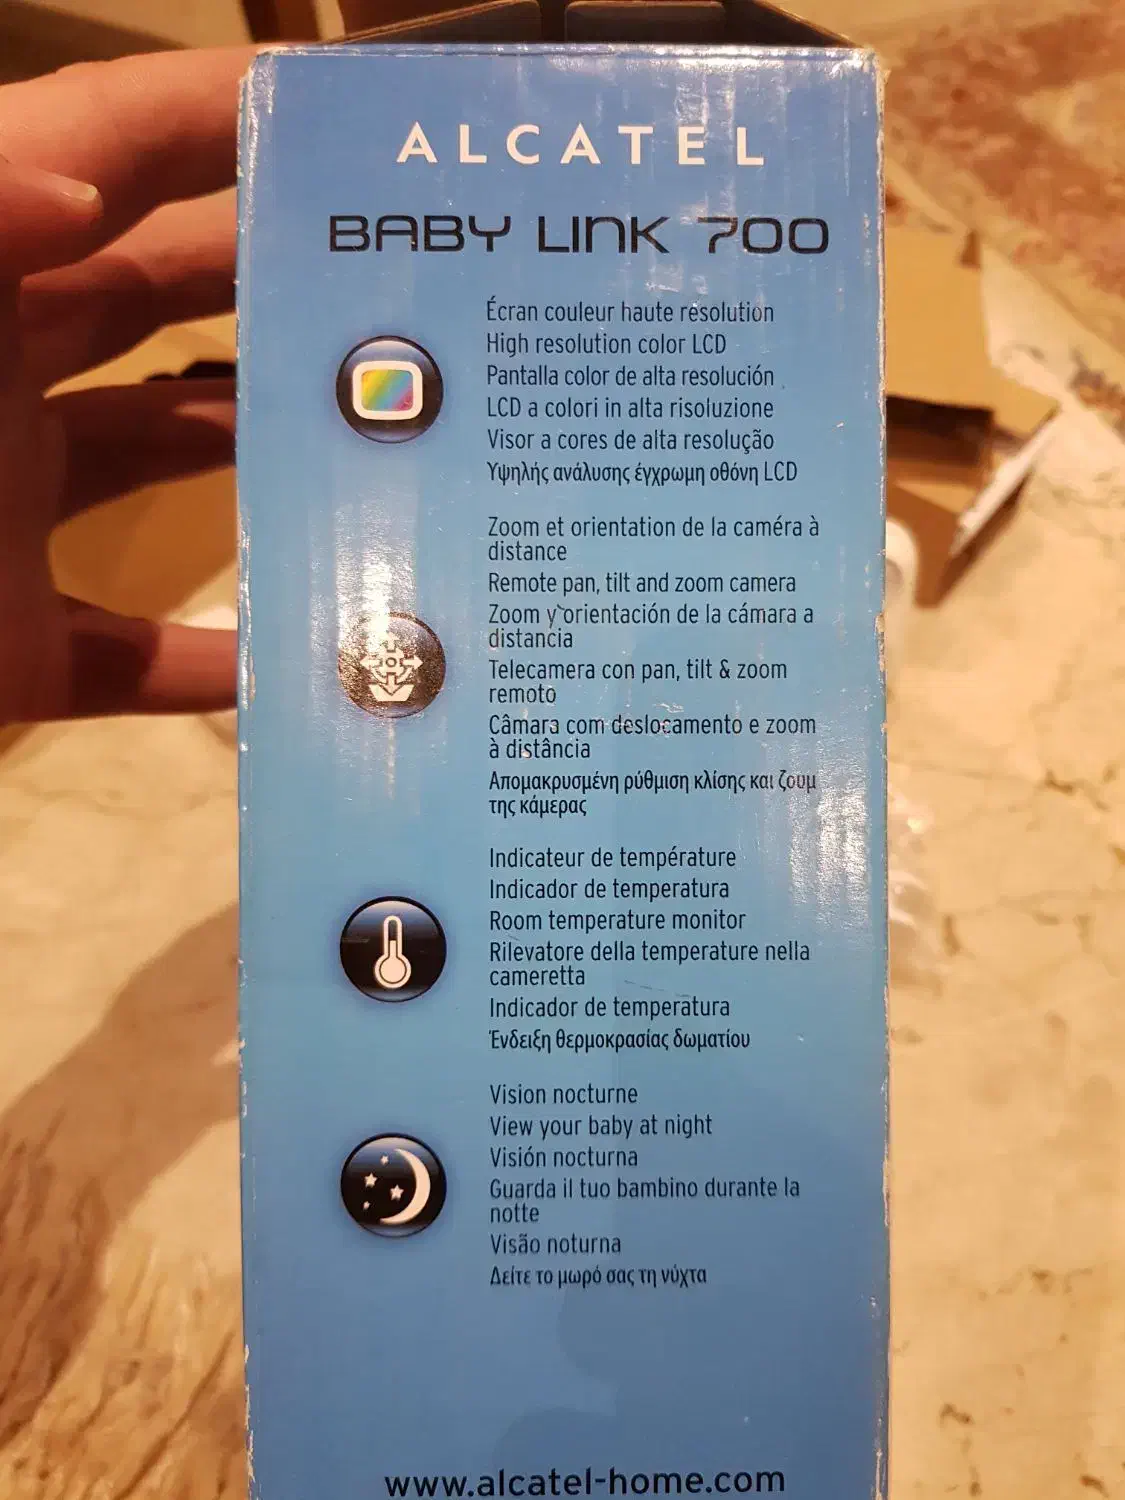 ALCATEL
BABY LINK 700
Écran couleur haute résolution
High resolution color LCD
Pantalla color de alta resolución
LCD a colori in alta risoluzione
Visor a cores de alta resolução
Υψηλής ανάλυσης έγχρωμη οθόνη LCD
Zoom et orientation de la caméra à
distance
Remote pan, tilt and zoom camera
Zoom y orientación de la cámara a
distancia
Telecamera con pan, tilt & zoom
remoto
Câmara com deslocamento e zoom
à distância
Απομακρυσμένη ρύθμιση κλίσης και ζουμ
της κάμερας
Indicateur de température
Indicador de temperatura
Room temperature monitor
Rilevatore della temperature nella
cameretta
Indicador de temperatura
Ένδειξη θερμοκρασίας δωματίου
Vision nocturne
View your baby at night
Visión nocturna
Guarda il tuo bambino durante la
notte
Visão noturna
Δείτε το μωρό σας τη νύχτα
www.alcatel-home.com